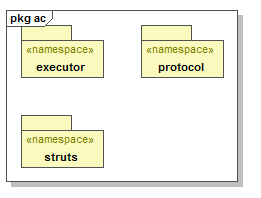 pkg ac
«namespace»
executor
«namespace»
protocol
«namespace»
struts